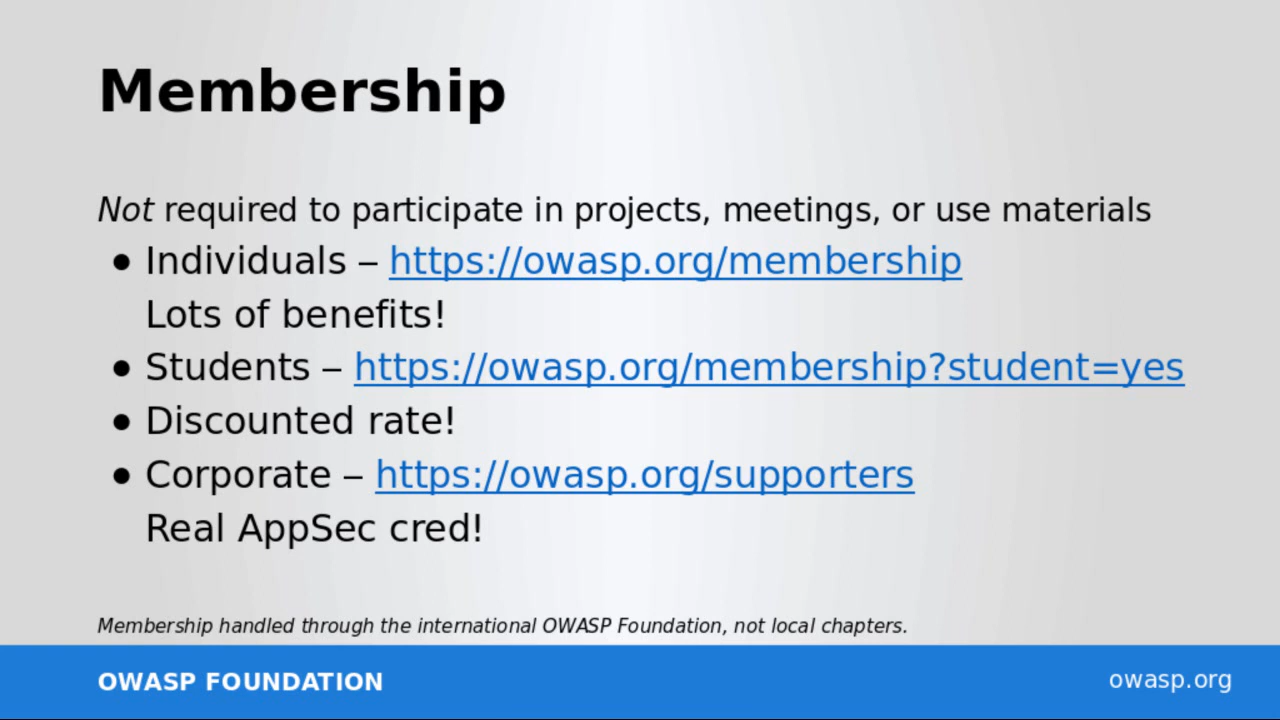 Membership
Not required to participate in projects, meetings, or use materials
● Individuals – https://owasp.org/membership
Lots of benefits!
● Students – https://owasp.org/membership?student=yes
● Discounted rate!
● Corporate – https://owasp.org/supporters
Real AppSec cred!
Membership handled through the international OWASP Foundation, not local chapters.
OWASP FOUNDATION
owasp.org